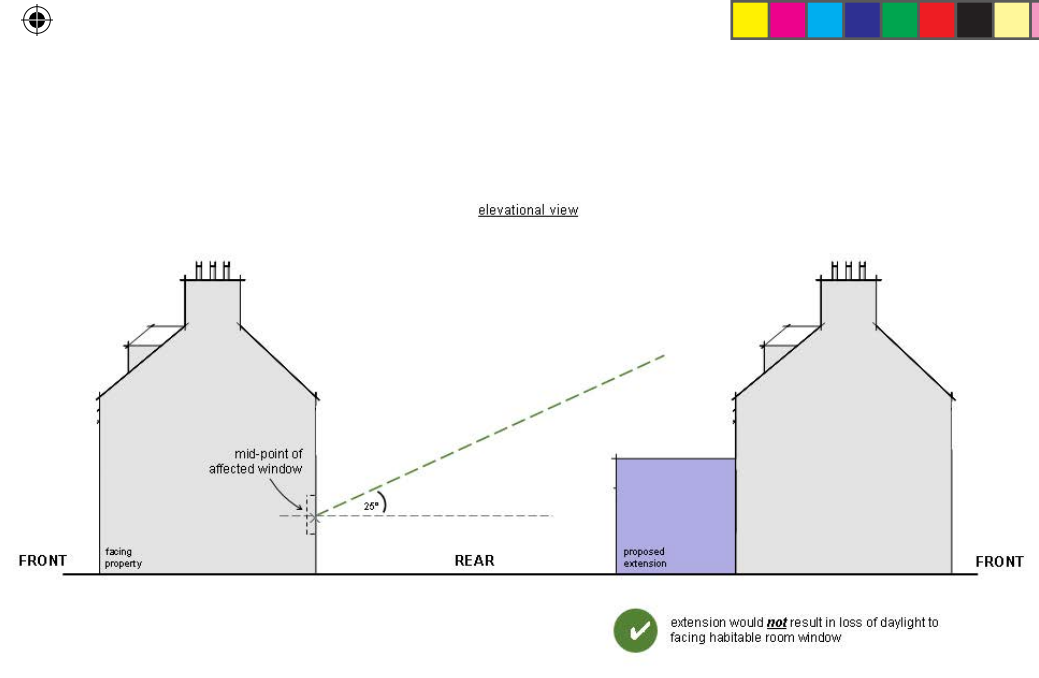 elevational view
mid-point of
affected window
25°
facing
property
proposed
extension
FRONT
REAR
FRONT
extension would not result in loss of daylight to
facing habitable room window